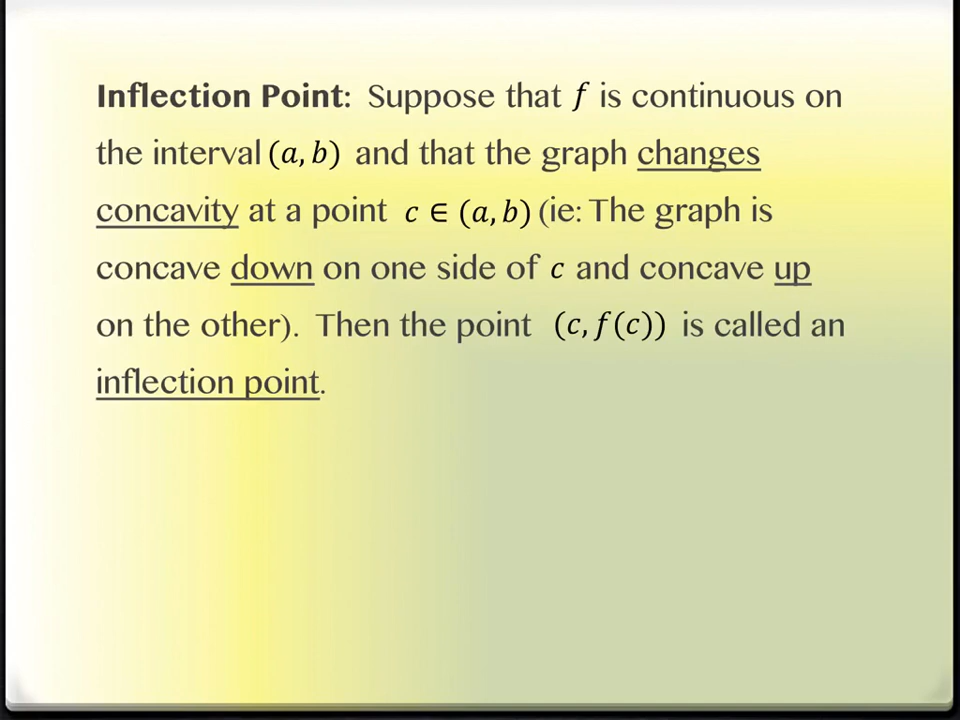 Inflection Point: Suppose that f is continuous on
the interval (a, b) and that the graph changes
concavity at a point c ∈ (a, b) (ie: The graph is
concave down on one side of c and concave up
on the other). Then the point (c, f(c)) is called an
inflection point.